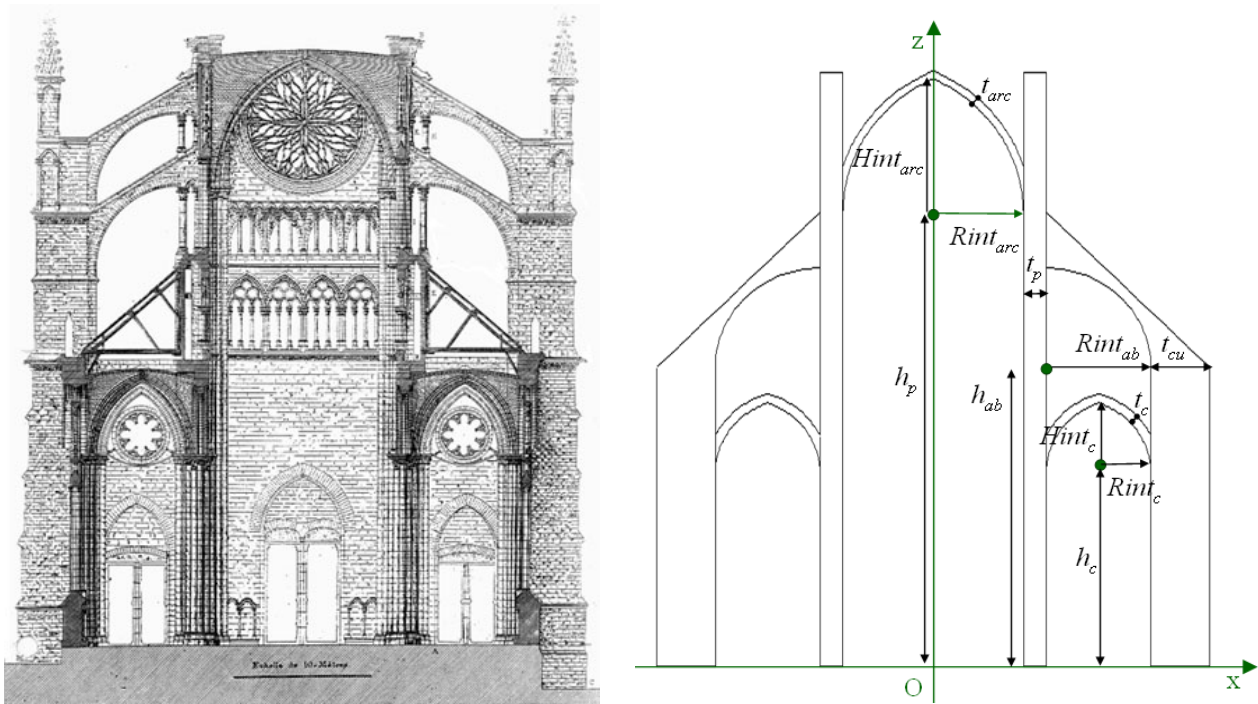 Echelle de 10 Mètres
A
z
t_arc
Hint_arc
Rint_arc
t_p
Rint_ab
t_cu
h_p
h_ab
t_c
Hint_c
Rint_c
h_c
O
x